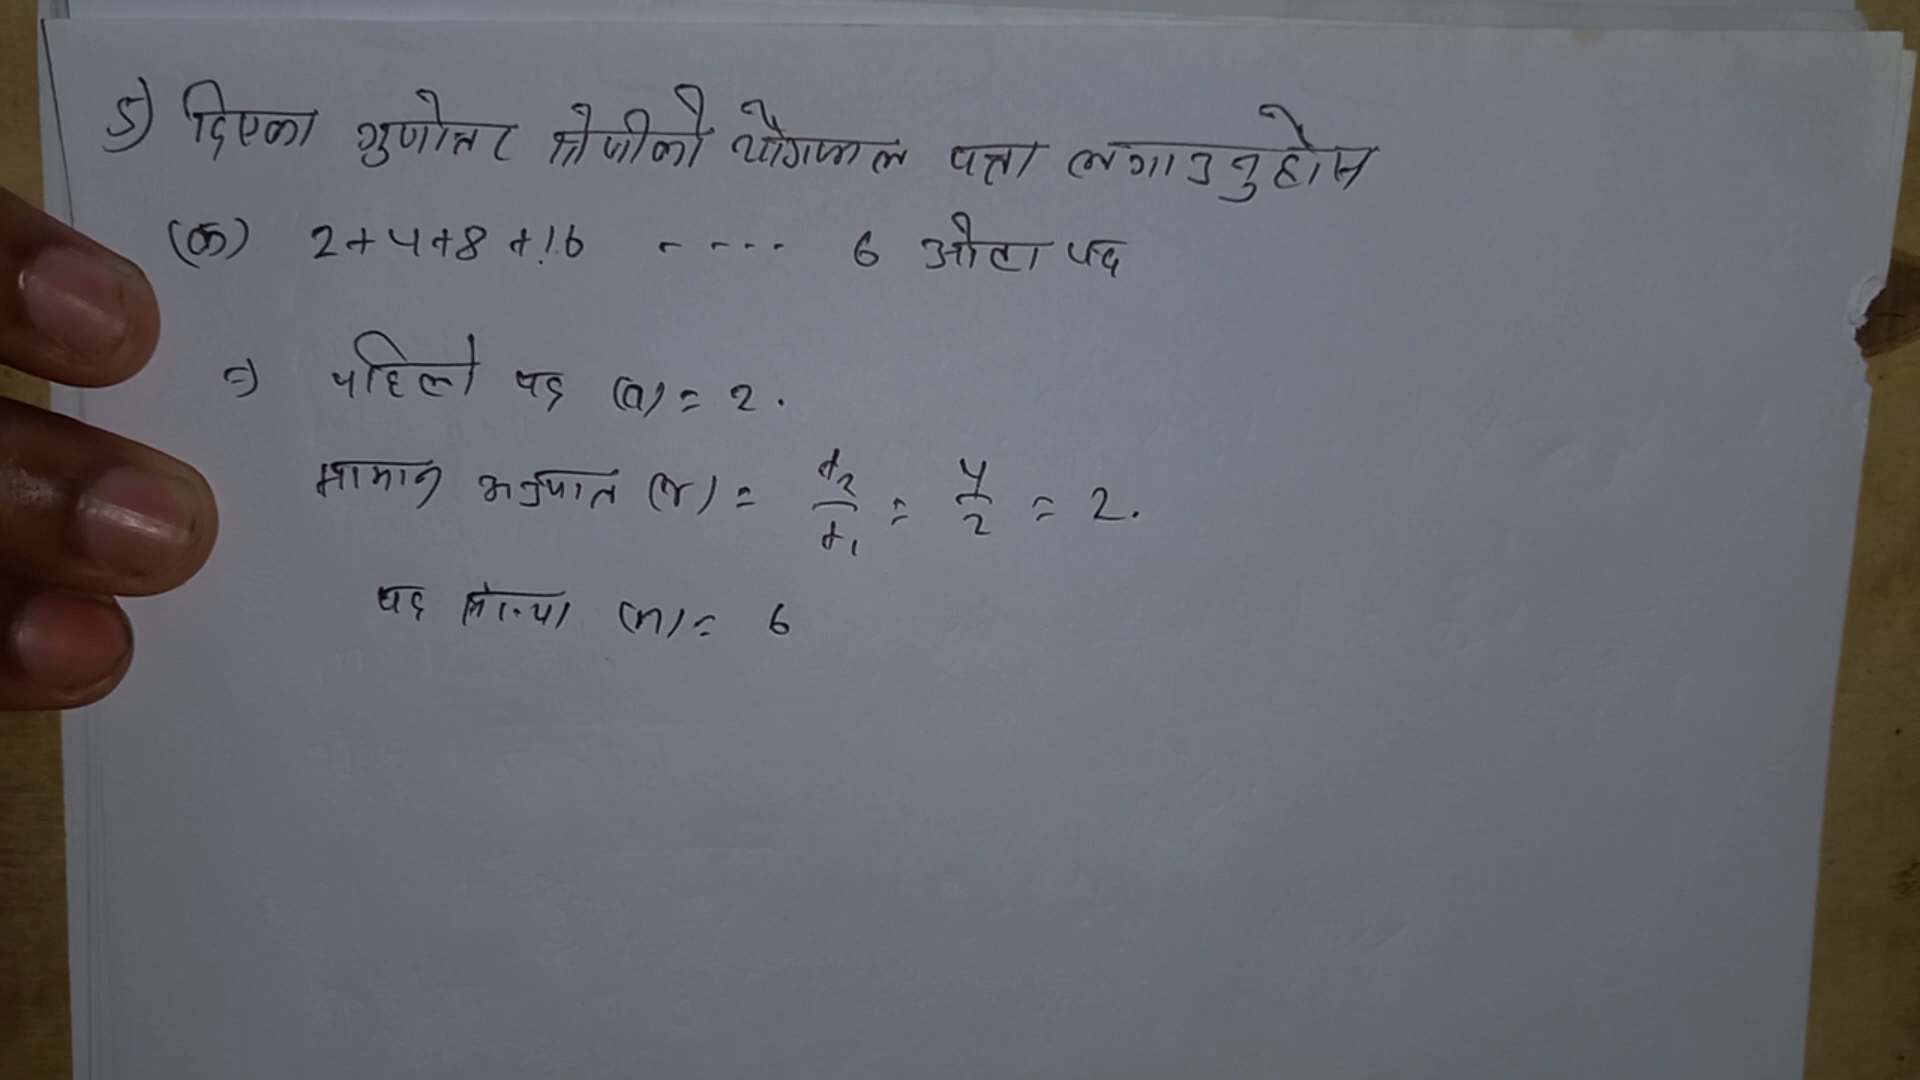 5) दिएका गुणोत्तर श्रेणीको योगफल पत्ता लगाउनुहोस
(क) 2+4+8+16 ---- 6 ओटा पद
=) पहिलो पद (a) = 2.
सामान अनुपात (r) = t2/t1 = 4/2 = 2.
पद संख्या (n) = 6